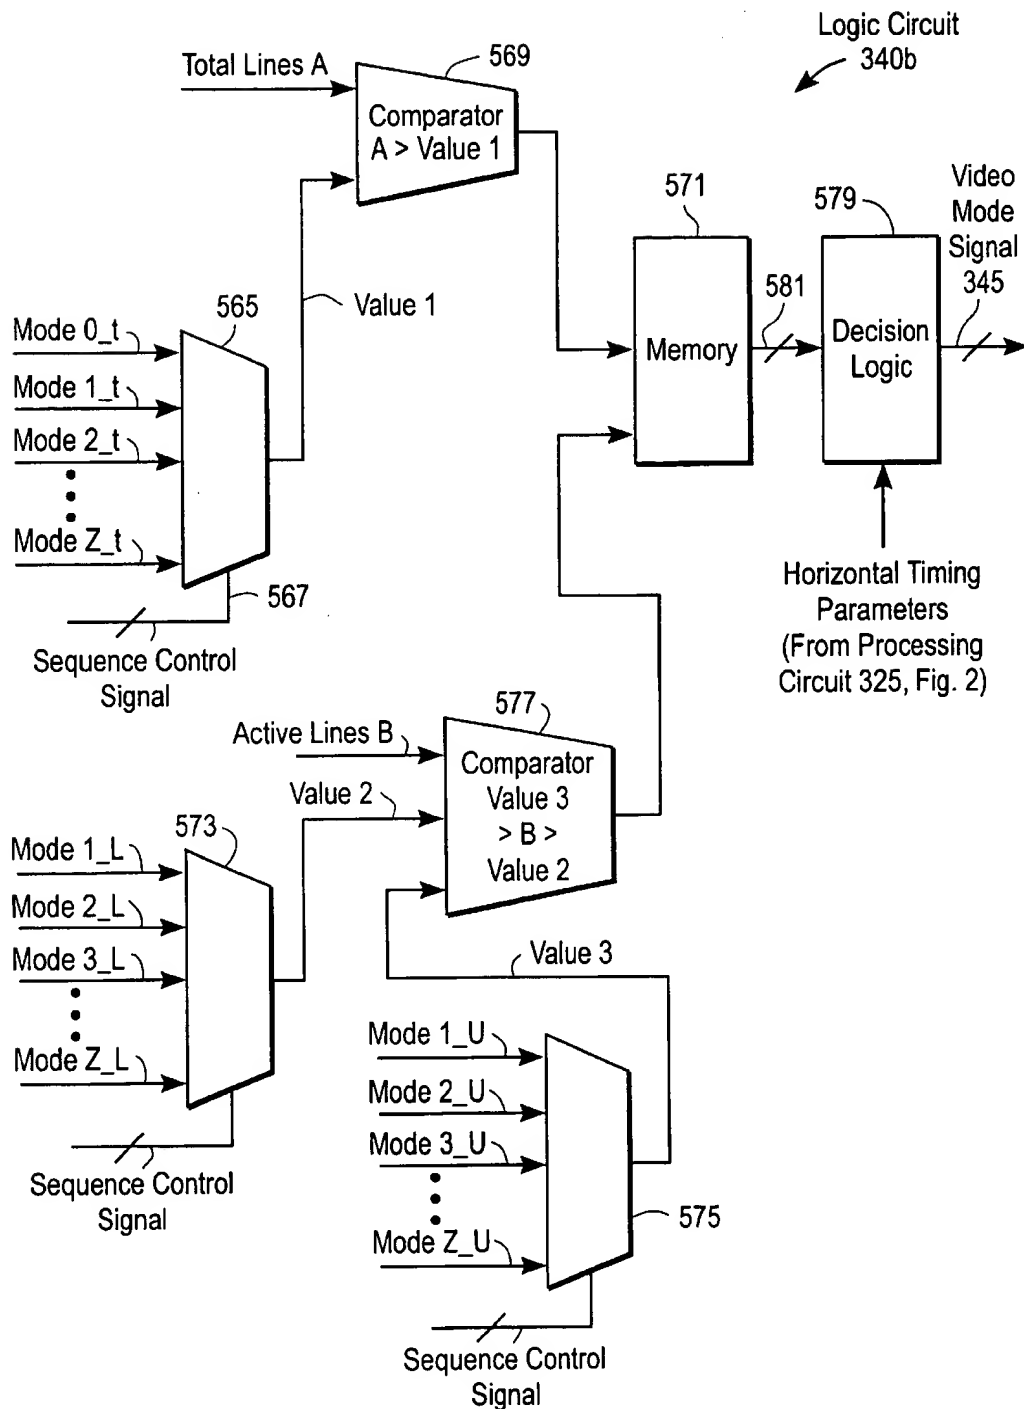 Logic Circuit
340b
569
Total Lines A
Comparator
A > Value 1
571
579
Video
Mode
Signal
345
581
Memory
Decision
Logic
Value 1
565
Mode 0_t
Mode 1_t
Mode 2_t
Mode Z_t
567
Sequence Control
Signal
Horizontal Timing
Parameters
(From Processing
Circuit 325, Fig. 2)
577
Active Lines B
Comparator
Value 3
> B >
Value 2
Value 2
573
Mode 1_L
Mode 2_L
Mode 3_L
Mode Z_L
Sequence Control
Signal
Value 3
Mode 1_U
Mode 2_U
Mode 3_U
Mode Z_U
575
Sequence Control
Signal